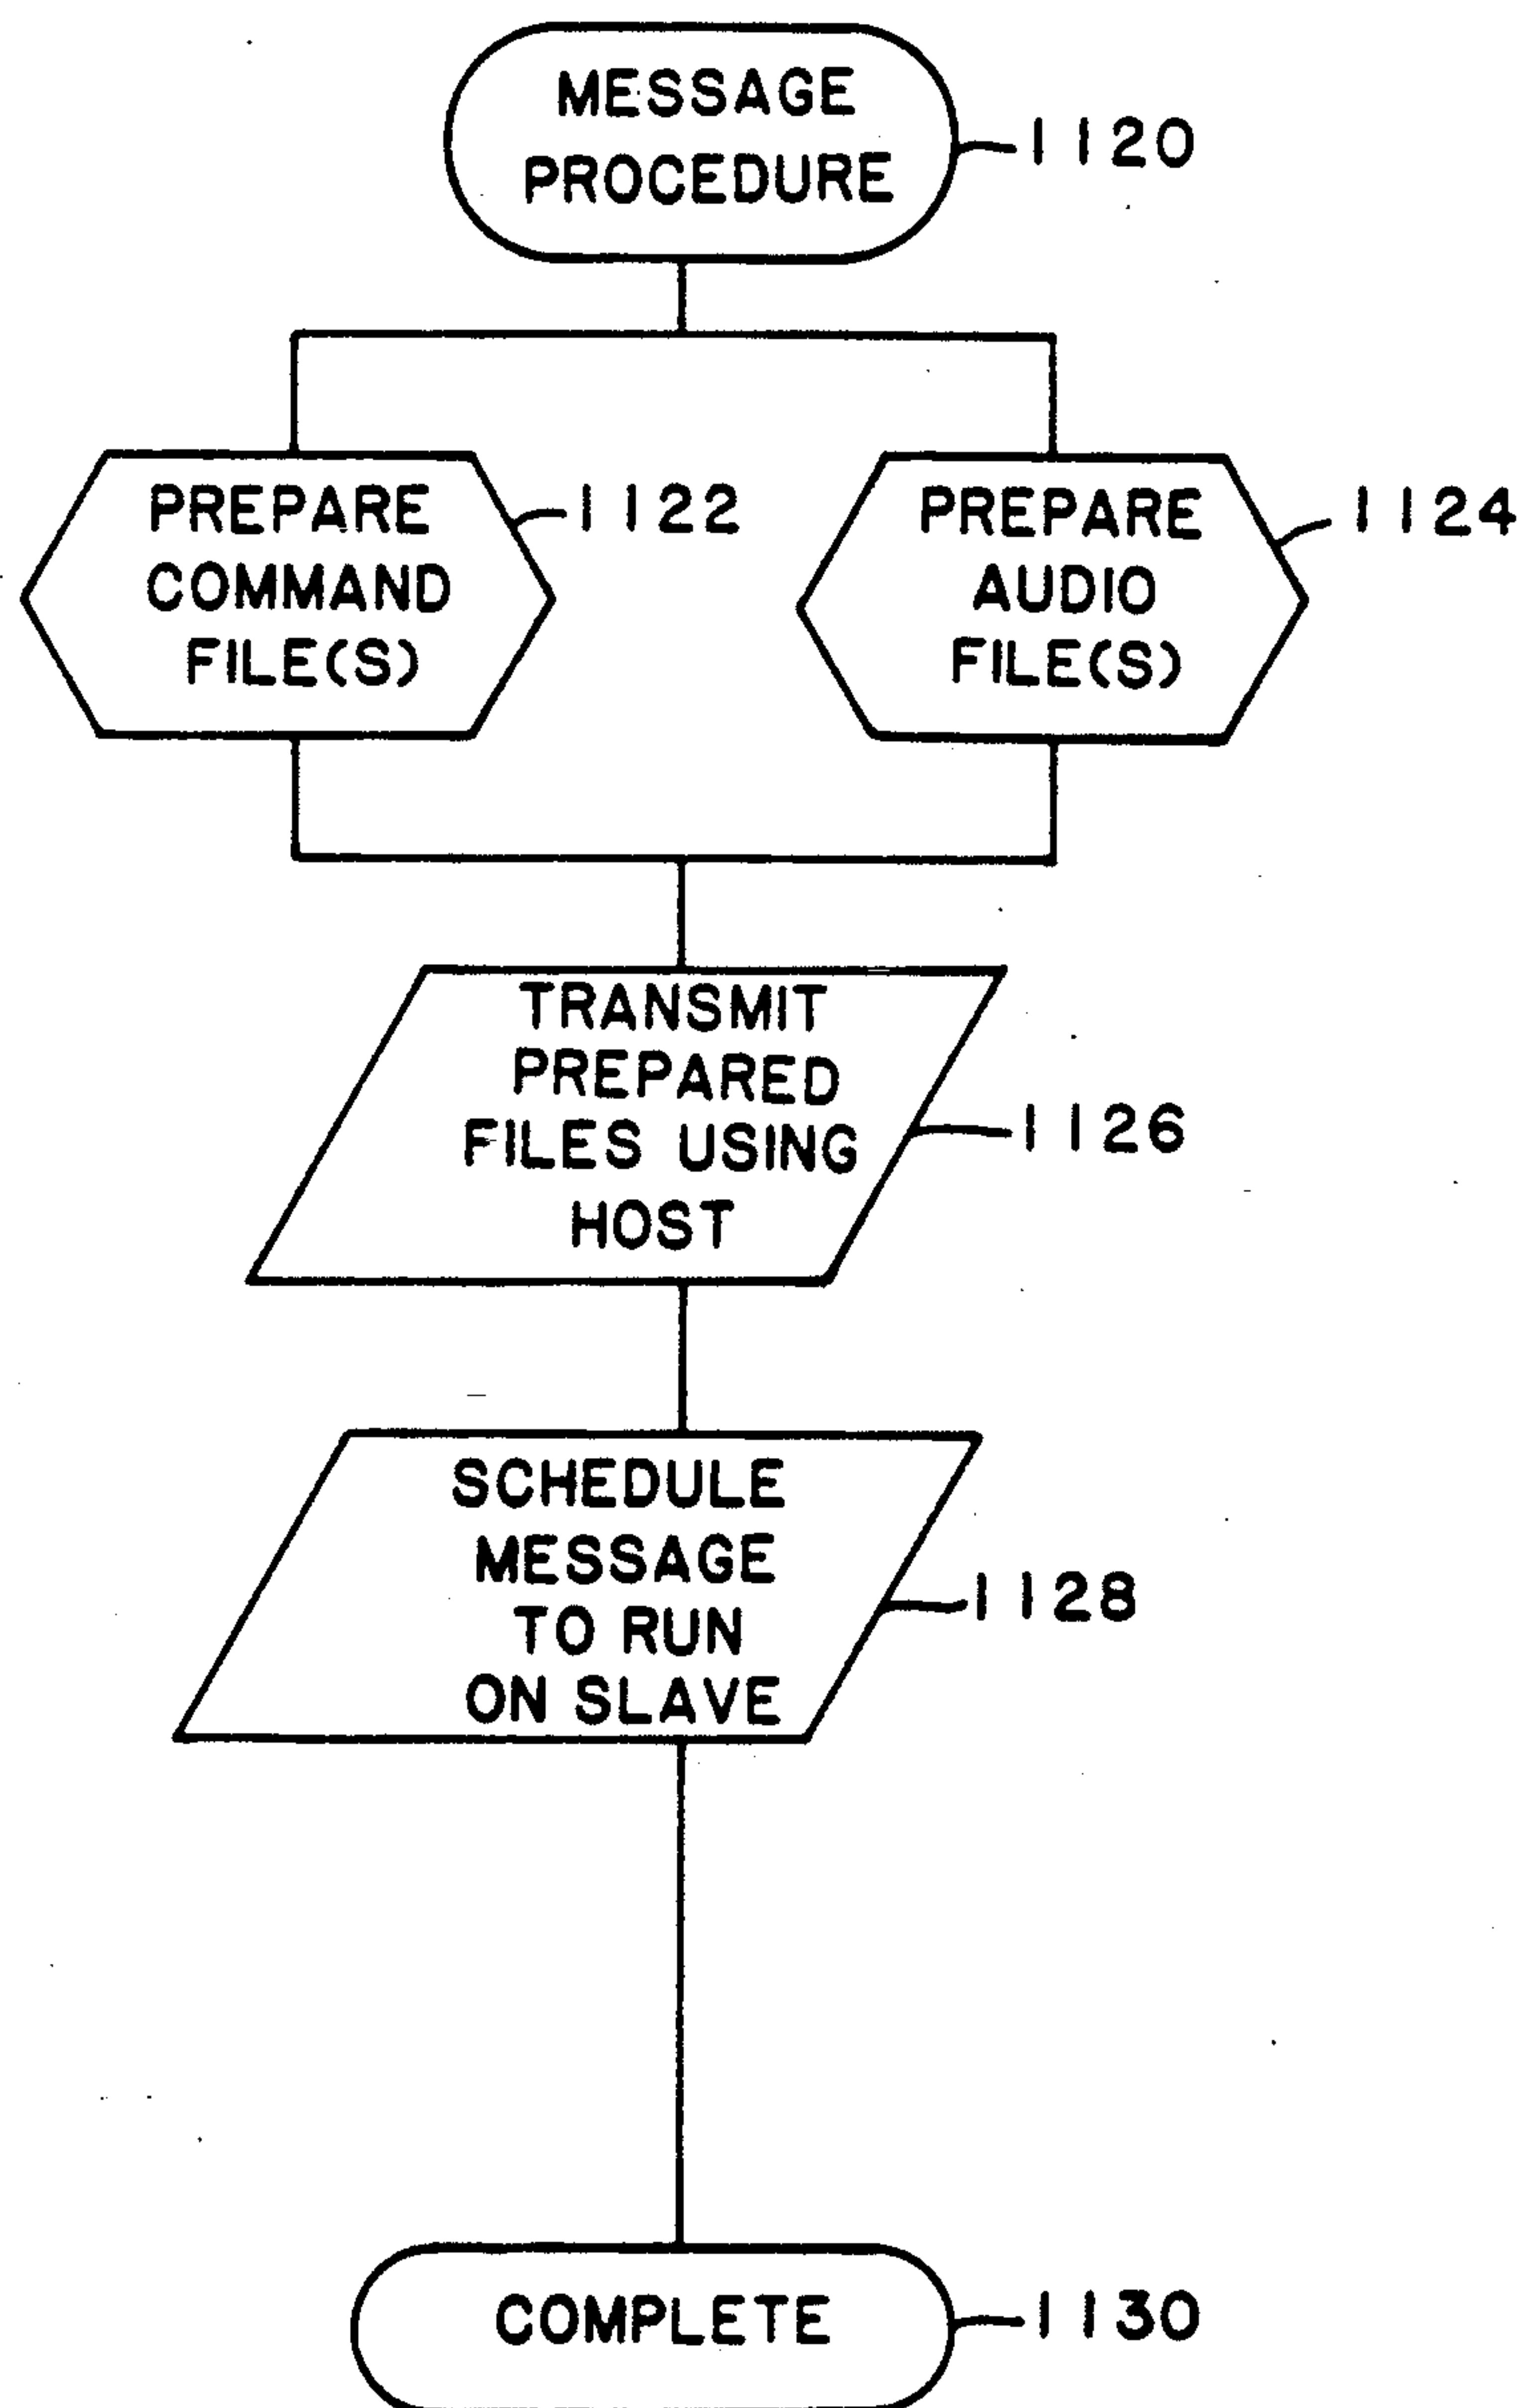 MESSAGE
PROCEDURE
1120
PREPARE
COMMAND
FILE(S)
1122
PREPARE
AUDIO
FILE(S)
1124
TRANSMIT
PREPARED
FILES USING
HOST
1126
SCHEDULE
MESSAGE
TO RUN
ON SLAVE
1128
COMPLETE
1130